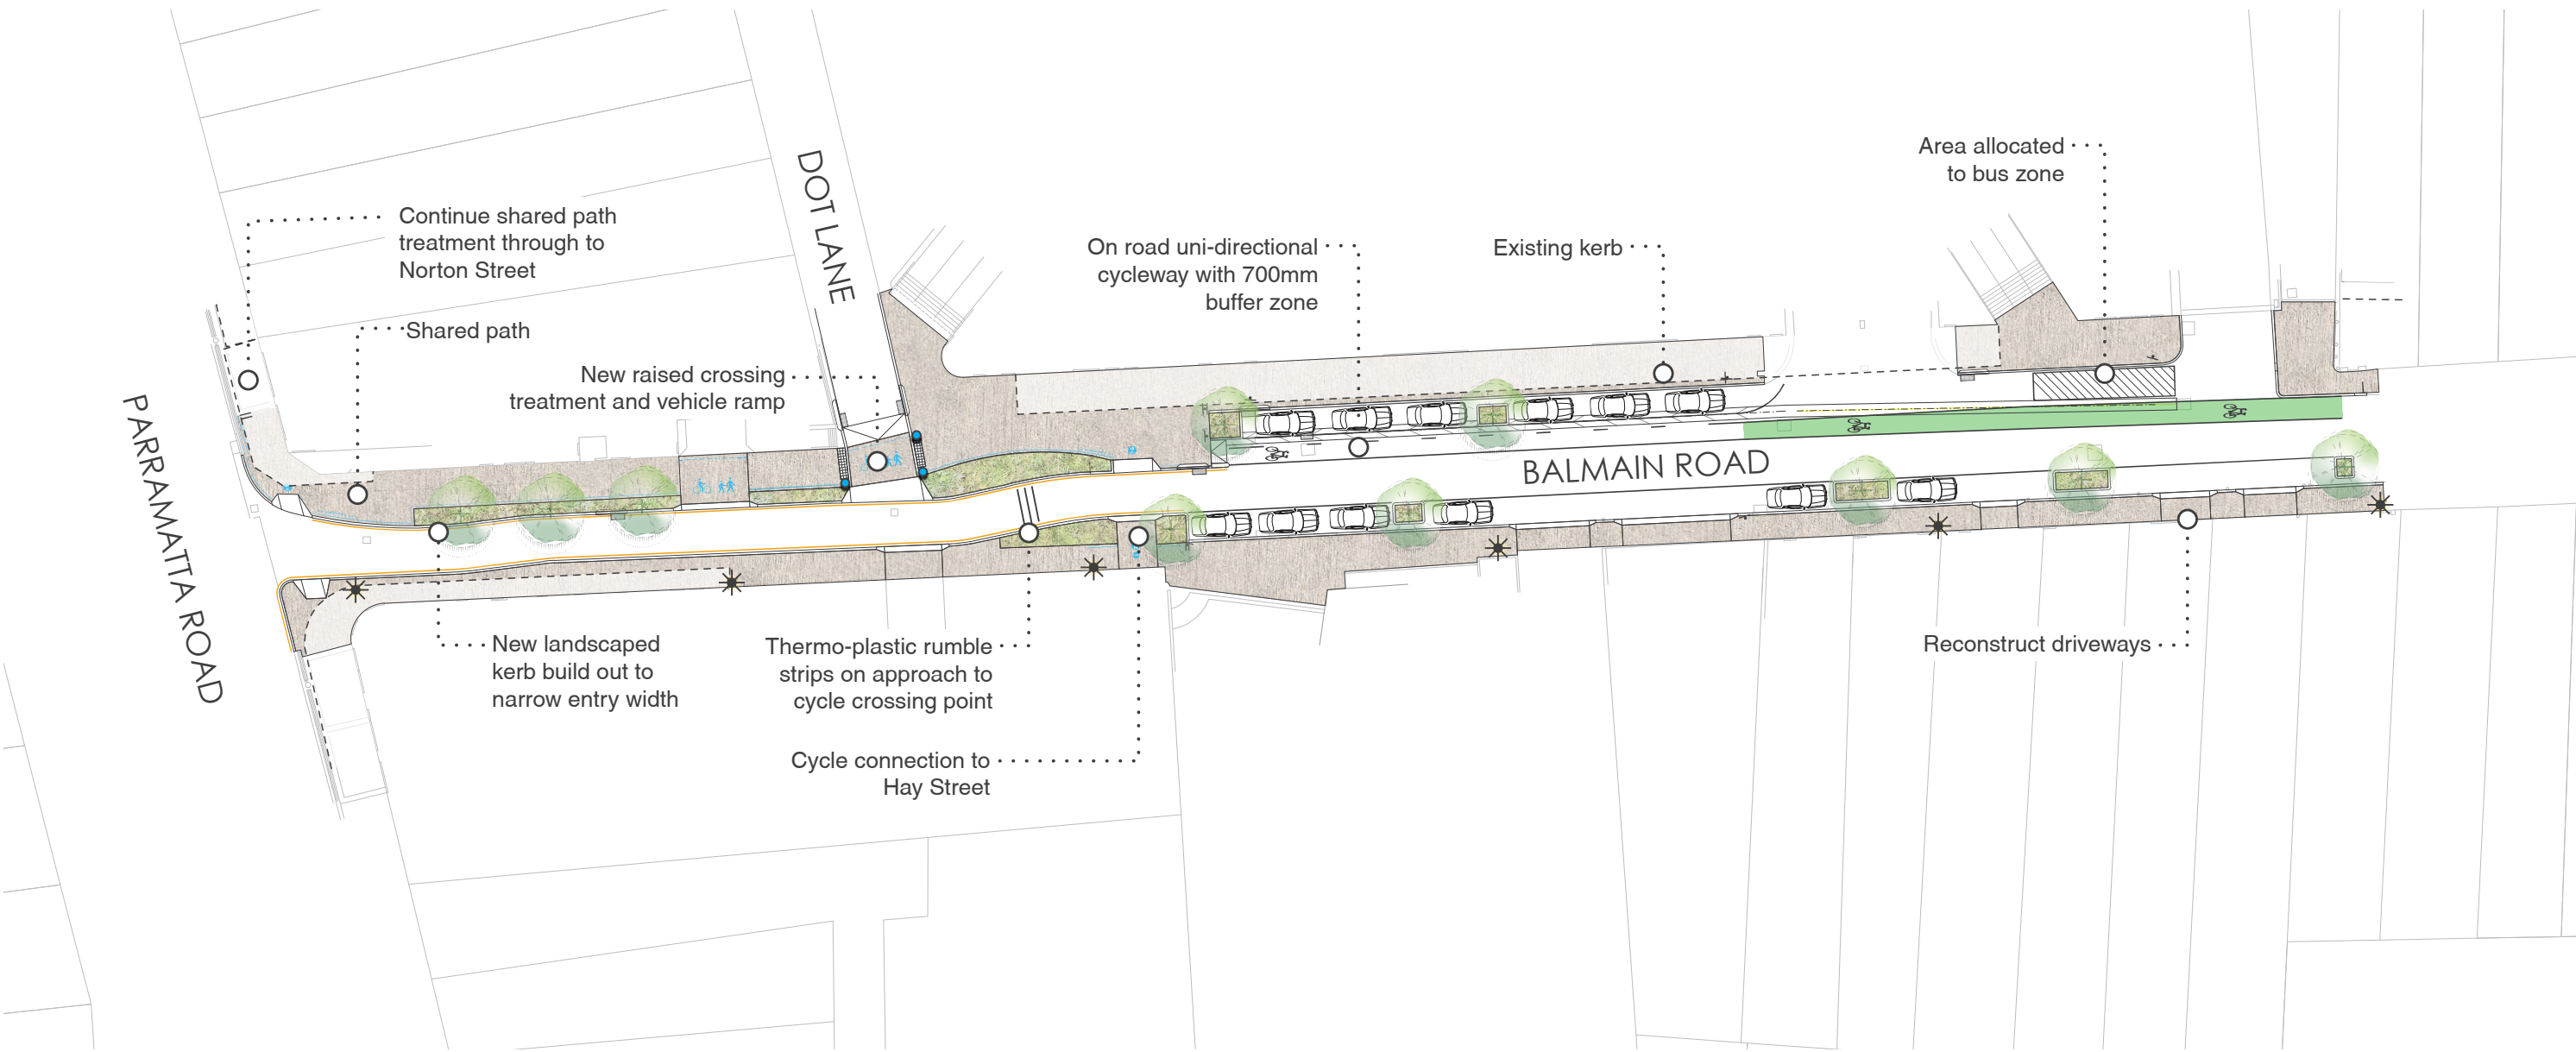 PARRAMATTA ROAD
Continue shared path
treatment through to
Norton Street
Shared path
New raised crossing
treatment and vehicle ramp
DOT LANE
On road uni-directional
cycleway with 700mm
buffer zone
Existing kerb
Area allocated
to bus zone
BALMAIN ROAD
New landscaped
kerb build out to
narrow entry width
Thermo-plastic rumble
strips on approach to
cycle crossing point
Cycle connection to
Hay Street
Reconstruct driveways